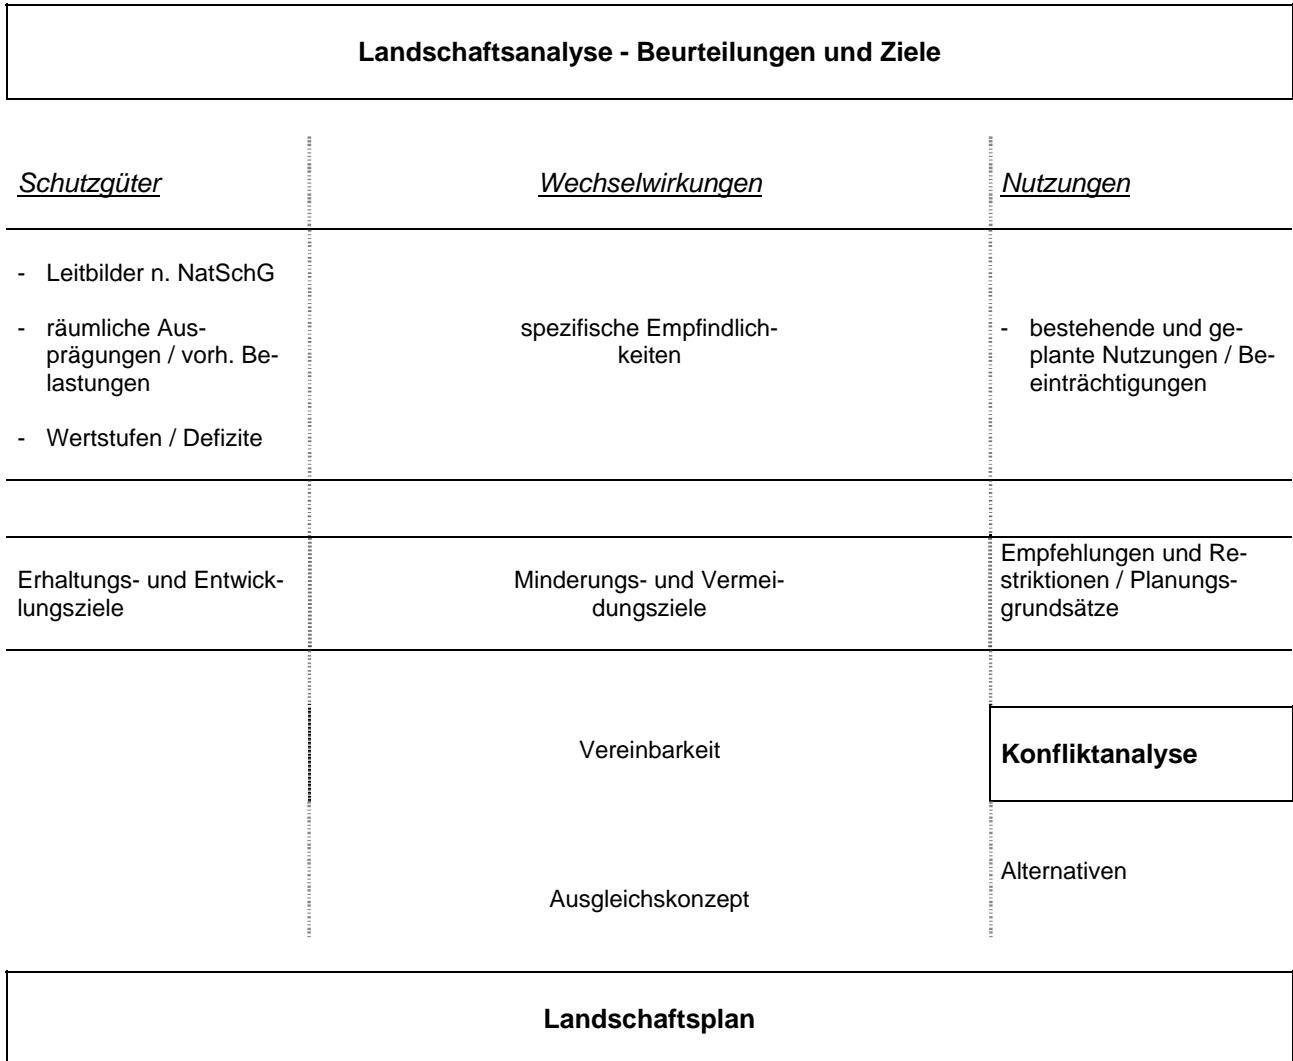 Landschaftsanalyse - Beurteilungen und Ziele
Schutzgüter
Wechselwirkungen
Nutzungen
- Leitbilder n. NatSchG
- räumliche Aus-
prägungen / vorh. Be-
lastungen
- Wertstufen / Defizite
spezifische Empfindlich-
keiten
- bestehende und ge-
plante Nutzungen / Be-
einträchtigungen
Erhaltungs- und Entwick-
lungsziele
Minderungs- und Vermei-
dungsziele
Empfehlungen und Re-
striktionen / Planungs-
grundsätze
Vereinbarkeit
Konfliktanalyse
Ausgleichskonzept
Alternativen
Landschaftsplan